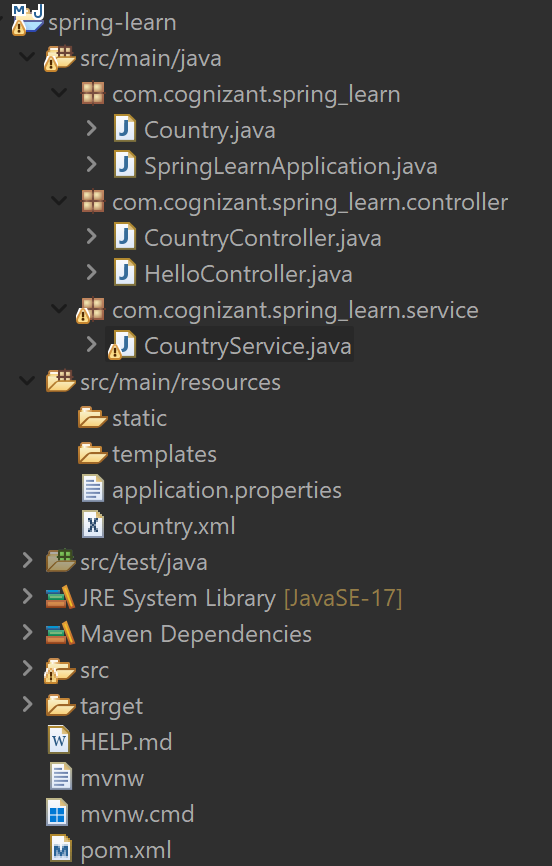 spring-learn
src/main/java
com.cognizant.spring_learn
Country.java
SpringLearnApplication.java
com.cognizant.spring_learn.controller
CountryController.java
HelloController.java
com.cognizant.spring_learn.service
CountryService.java
src/main/resources
static
templates
application.properties
country.xml
src/test/java
JRE System Library [JavaSE-17]
Maven Dependencies
src
target
HELP.md
mvnw
mvnw.cmd
pom.xml